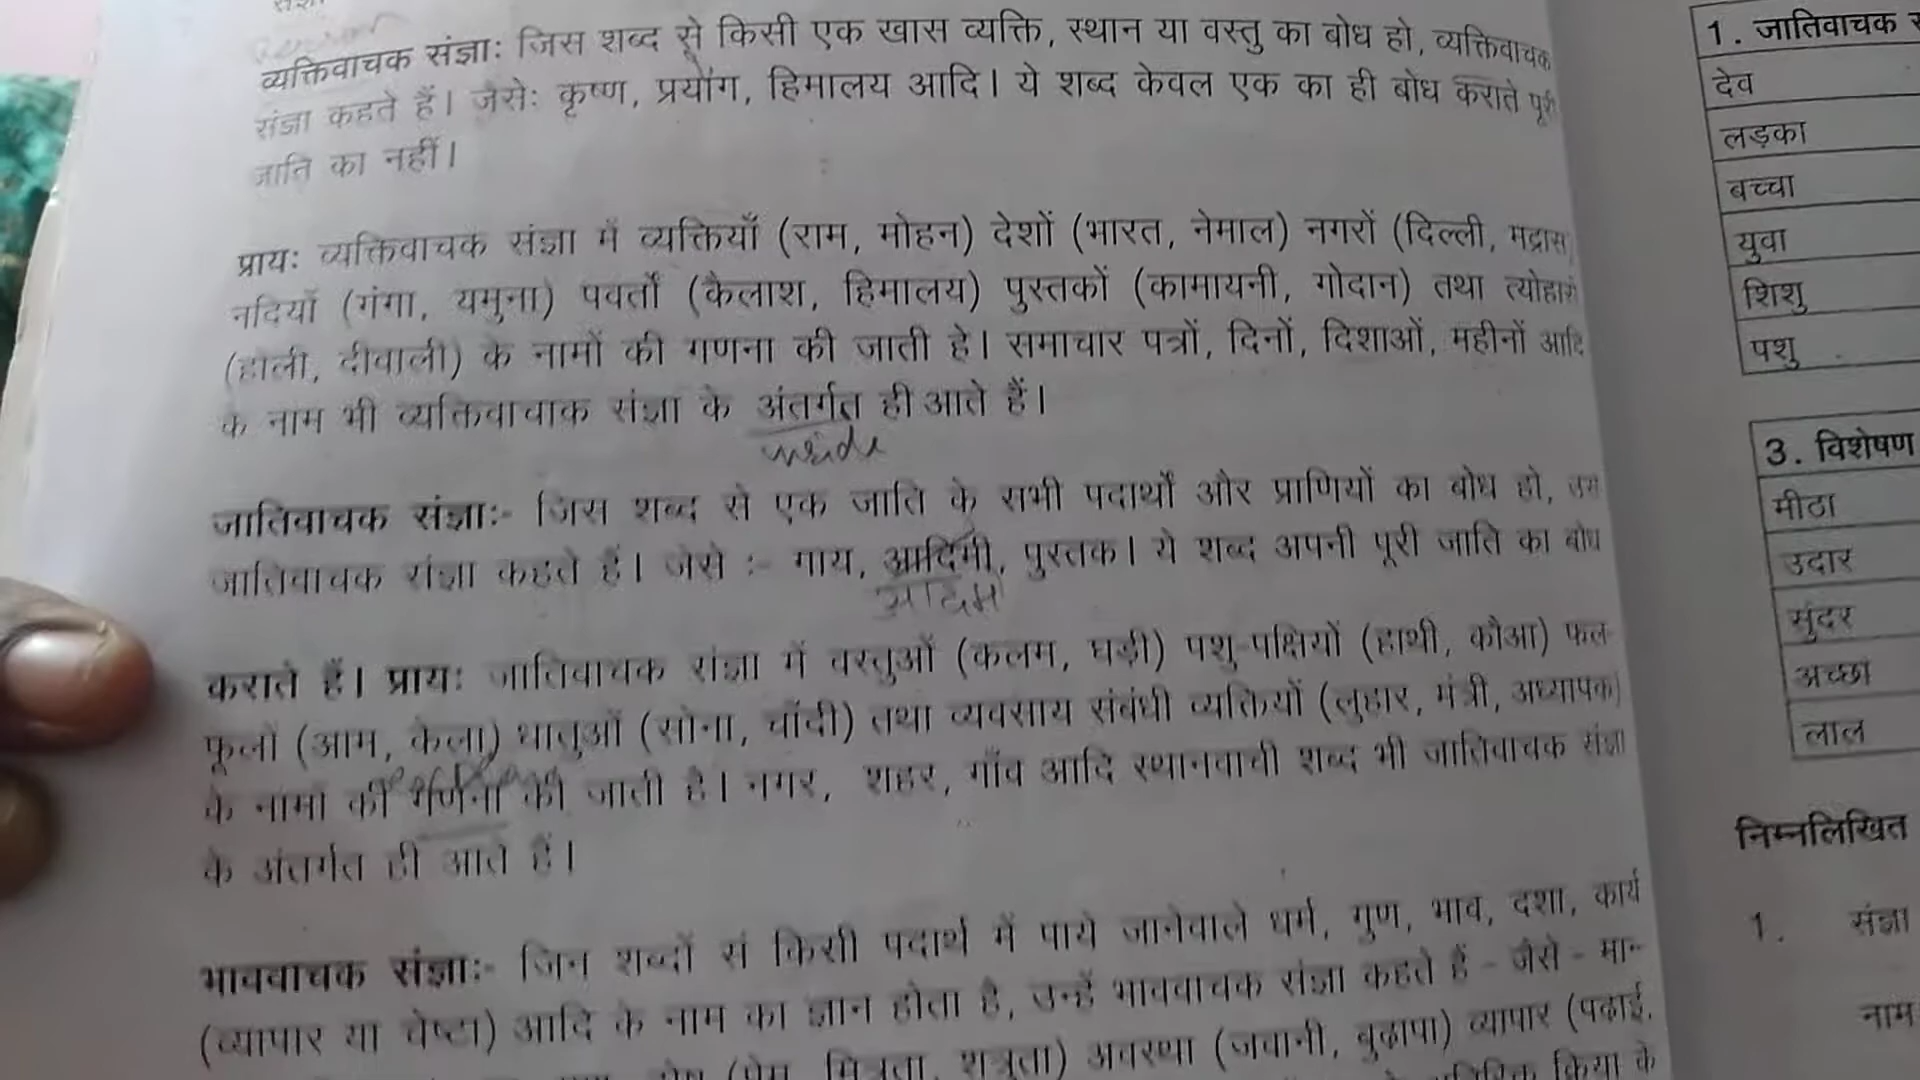 व्यक्तिवाचक संज्ञा: जिस शब्द से किसी एक खास व्यक्ति, स्थान या वस्तु का बोध हो, व्यक्तिवाचक
संज्ञा कहते हैं। जैसे: कृष्ण, प्रयोग, हिमालय आदि। ये शब्द केवल एक का ही बोध कराते पूरी
जाति का नहीं।
प्राय: व्यक्तिवाचक संज्ञा में व्यक्तियों (राम, मोहन) देशों (भारत, नेमाल) नगरों (दिल्ली, मद्रास
नदियों (गंगा, यमुना) पवर्तों (कैलाश, हिमालय) पुस्तकों (कामायनी, गोदान) तथा त्योहारों
(होली, दीवाली) के नामों की गणना की जाती हे। समाचार पत्रों, दिनों, दिशाओं, महीनों आदि
के नाम भी व्यक्तिवावाक संज्ञा के अंतर्गत ही आते हैं।
inside
जातिवाचक संज्ञा:- जिस शब्द से एक जाति के सभी पदार्थों और प्राणियों का बोध हो, उस
जातिवाचक संज्ञा कहते हैं। जेसे :- गाय, आदिमी, पुस्तक। ये शब्द अपनी पूरी जाति का बोध
कराते हैं। प्राय: जातिवाचक संज्ञा में वस्तुओं (कलम, घड़ी) पशु-पक्षियों (हाथी, कौआ) फल-
फूलों (आम, केला) धातुओं (सोना, चाँदी) तथा व्यवसाय संबंधी व्यक्तियों (लुहार, मंत्री, अध्यापक)
के नामों की गणना की जाती है। नगर, शहर, गाँव आदि स्थानवाची शब्द भी जातिवाचक संज्ञा
के अंतर्गत ही आते हैं।
भाववाचक संज्ञा:- जिन शब्दों सं किसी पदार्थ में पाये जानेवाले धर्म, गुण, भाव, दशा, कार्य
(व्यापार या चेष्टा) आदि के नाम का ज्ञान होता है, उन्हें भाववाचक संज्ञा कहते हैं - जैसे - मान-
(प्रेम, मित्रता, शत्रुता) अवस्था (जवानी, बुढ़ापा) व्यापार (पढाई,
क्रिया के
1. जातिवाचक
देव
लड़का
बच्चा
युवा
शिशु
पशु
3. विशेषण
मीठा
उदार
सुंदर
अच्छा
लाल
निम्नलिखित
1. संज्ञा
नाम